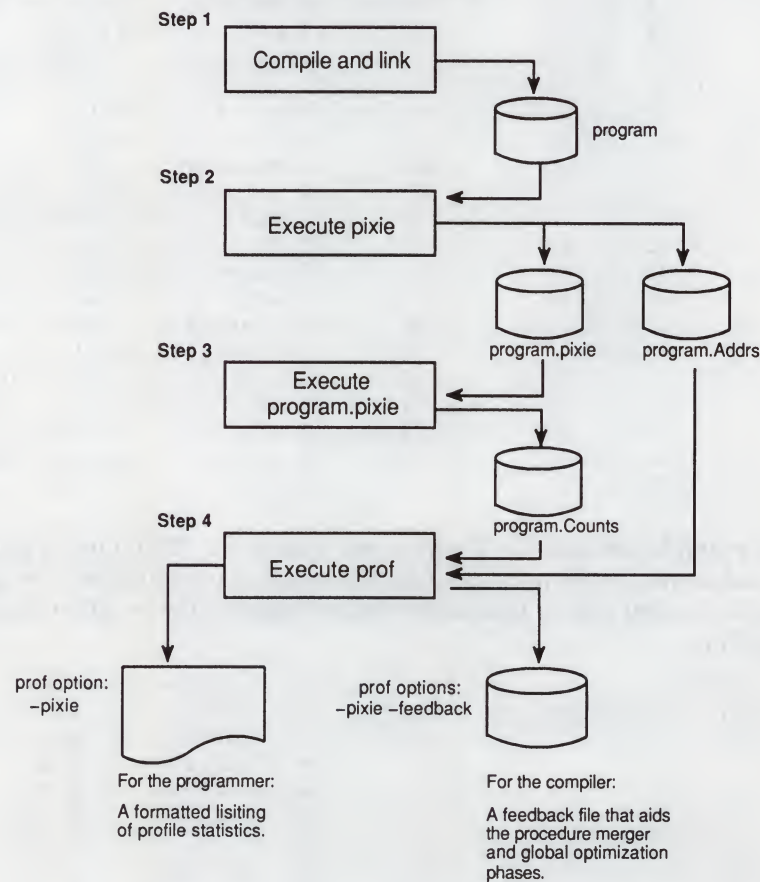 Step 1
Compile and link
program
Step 2
Execute pixie
program.pixie
program.Addrs
Step 3
Execute
program.pixie
program.Counts
Step 4
Execute prof
prof option:
–pixie
prof options:
–pixie –feedback
For the programmer:
A formatted lisiting
of profile statistics.
For the compiler:
A feedback file that aids
the procedure merger
and global optimization
phases.